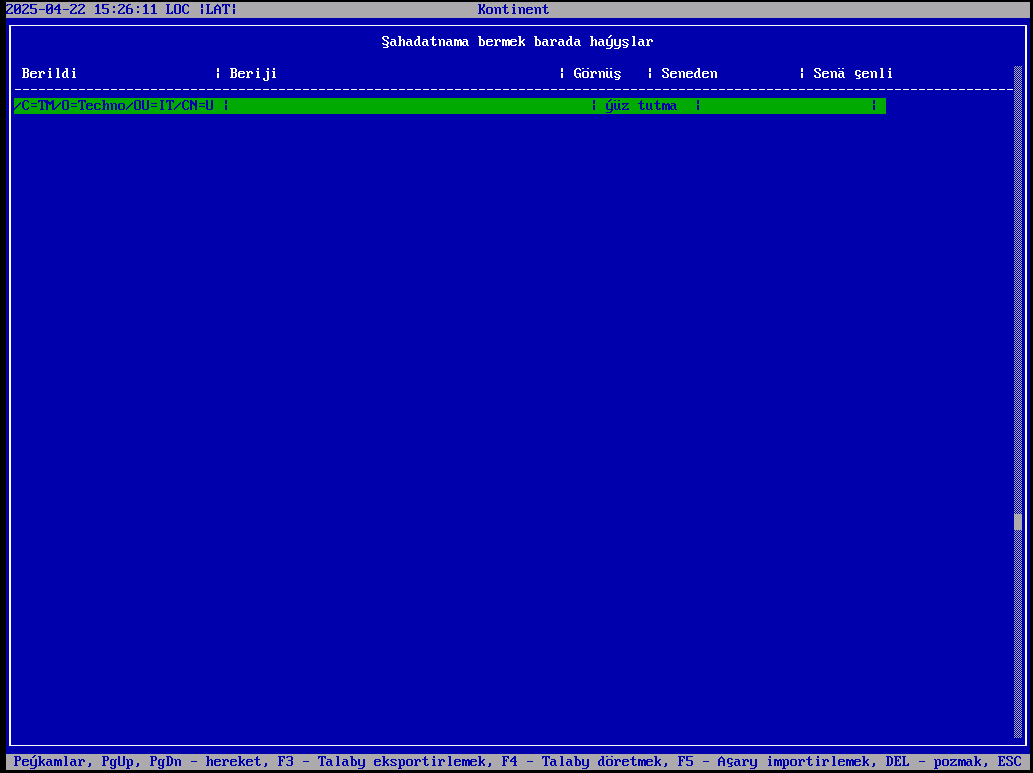 2025-04-22 15:26:11 LOC ¦LAT¦ Kontinent
Şahadatnama bermek barada haýyşlar
Berildi ¦ Beriji ¦ Görnüş ¦ Seneden ¦ Senä şenli
/C=TM/O=Techno/OU=IT/CN=U ¦ ¦ ýüz tutma ¦ ¦
Peýkamlar, PgUp, PgDn - hereket, F3 - Talaby eksportirlemek, F4 - Talaby döretmek, F5 - Aşary importirlemek, DEL - pozmak, ESC